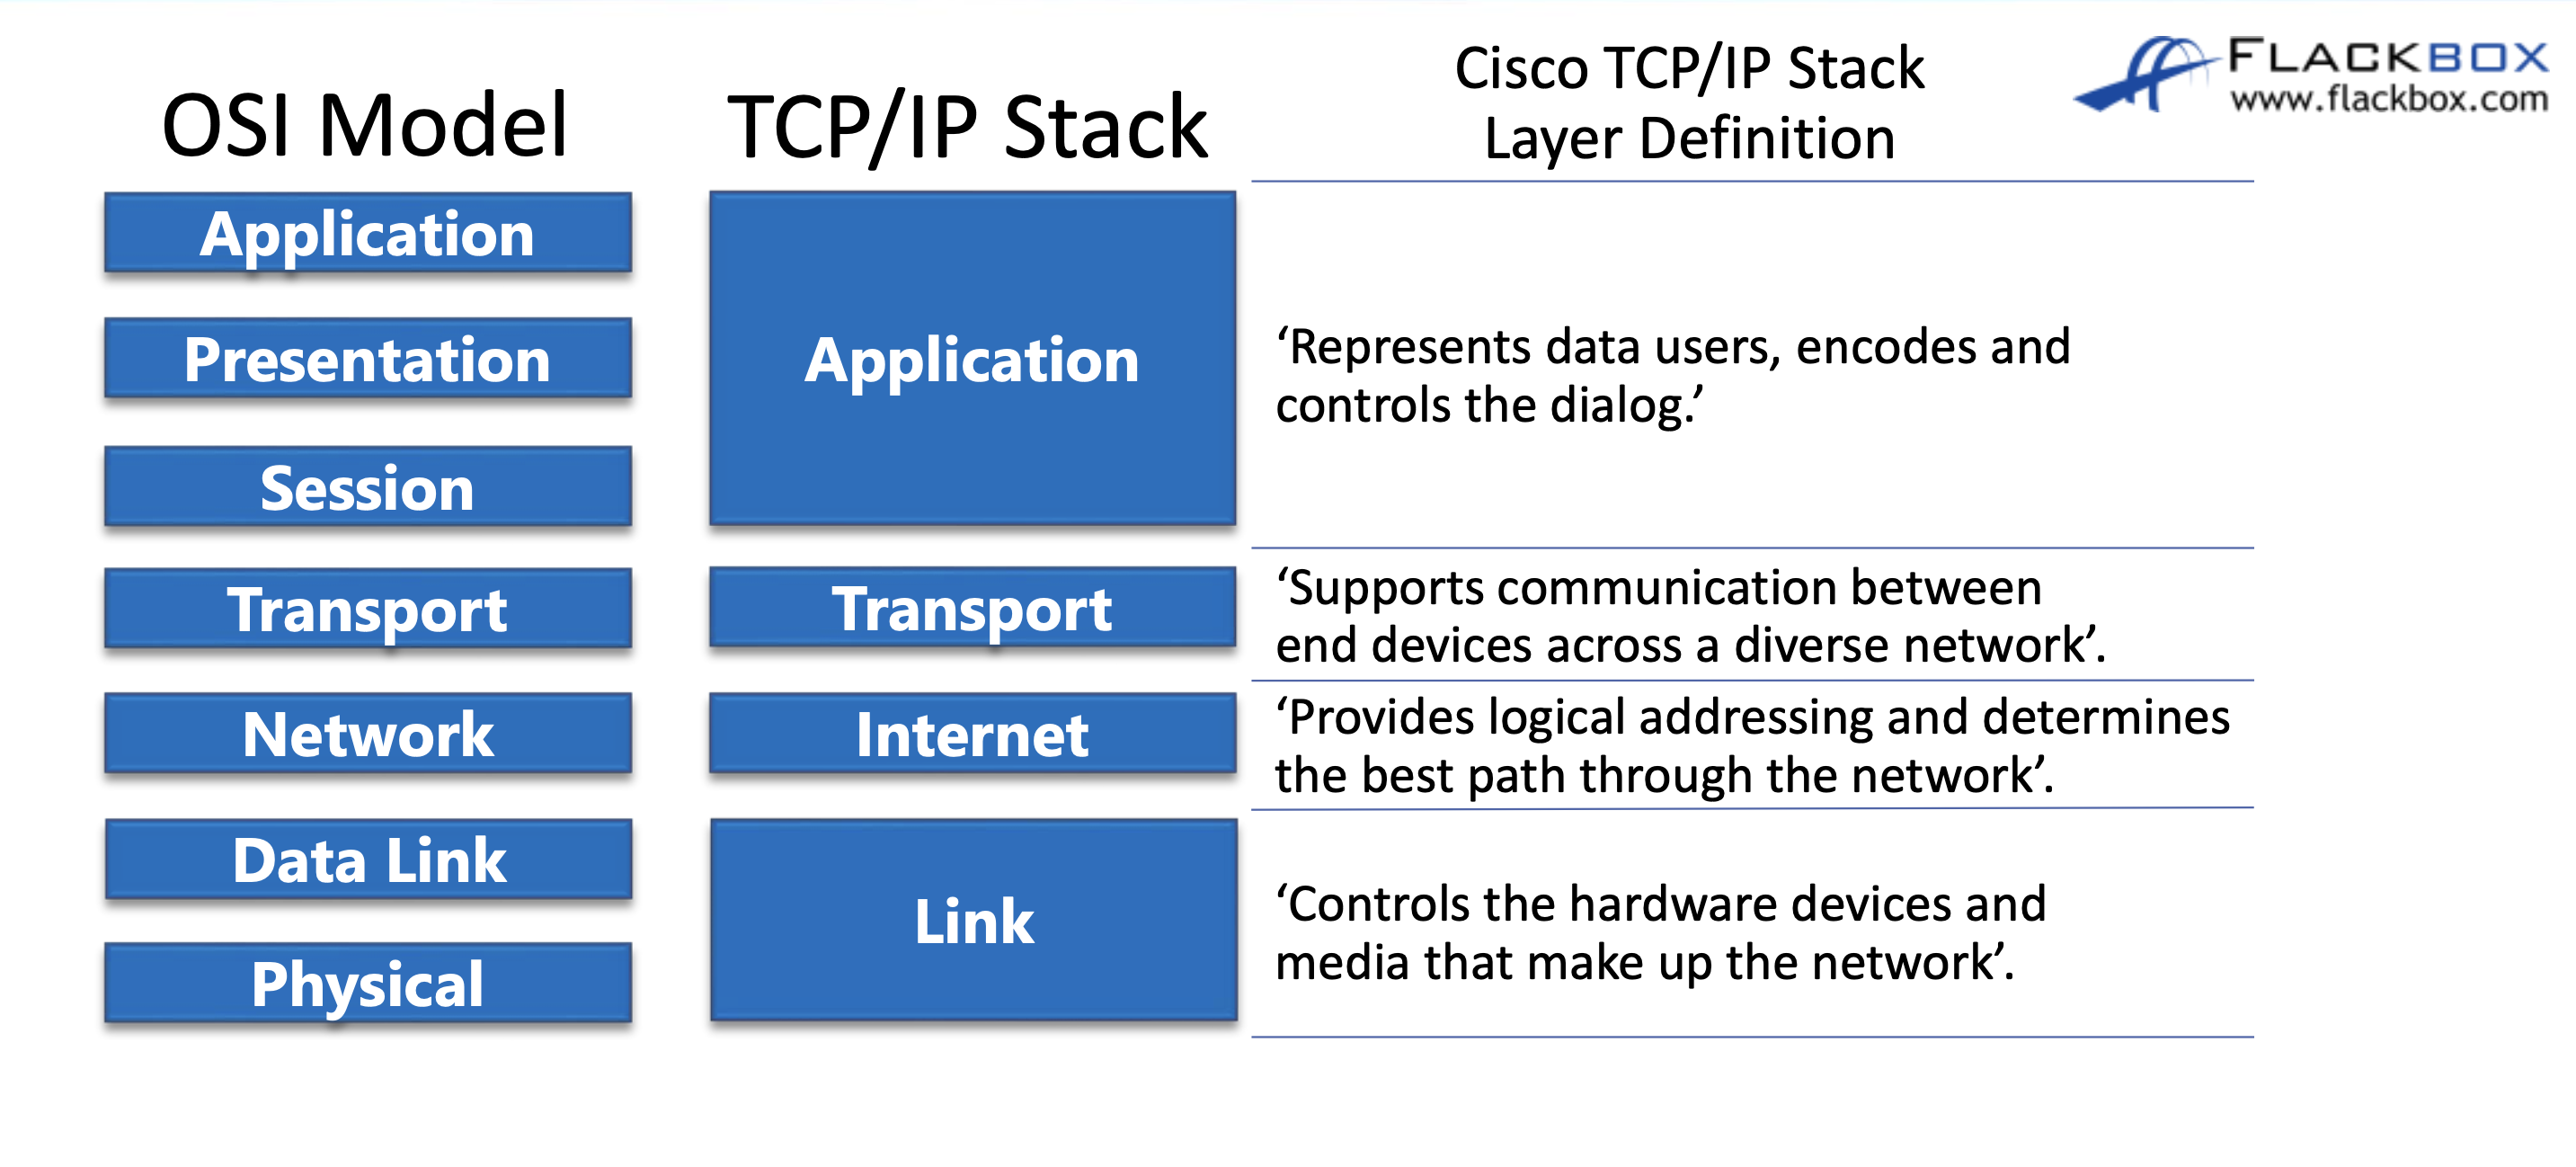 OSI Model
TCP/IP Stack
Cisco TCP/IP Stack
Layer Definition
FLACKBOX
www.flackbox.com
Application
Presentation
Session
Transport
Network
Data Link
Physical
Application
Transport
Internet
Link
‘Represents data users, encodes and
controls the dialog.’
‘Supports communication between
end devices across a diverse network’.
‘Provides logical addressing and determines
the best path through the network’.
‘Controls the hardware devices and
media that make up the network’.